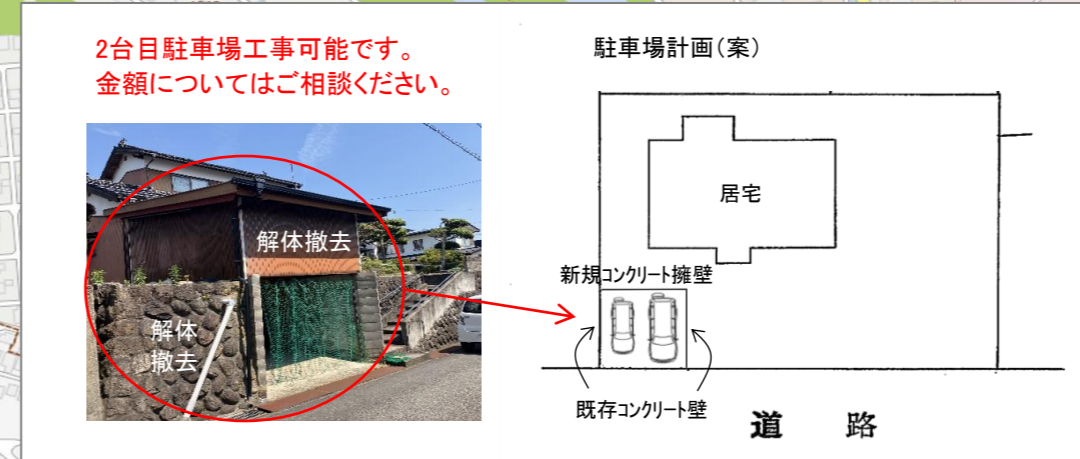 2台目駐車場工事可能です。
金額についてはご相談ください。
解体撤去
解体
撤去
駐車場計画(案)
居宅
新規コンクリート擁壁
既存コンクリート壁
道 路